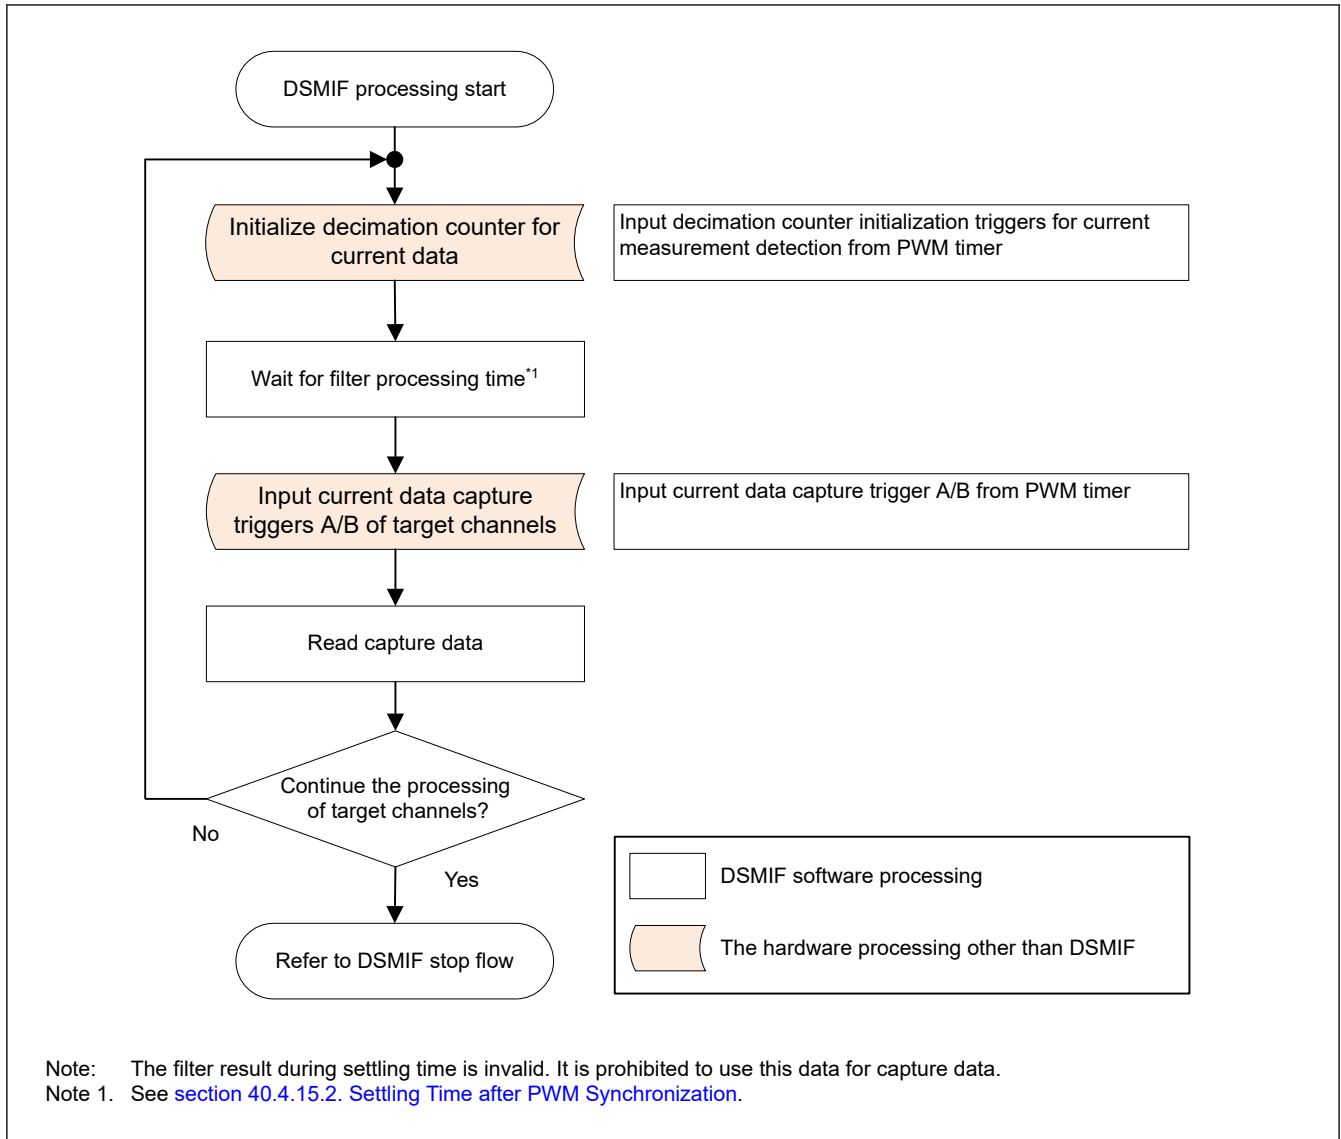 DSMIF processing start
Initialize decimation counter for
current data
Input decimation counter initialization triggers for current
measurement detection from PWM timer
Wait for filter processing time*1
Input current data capture
triggers A/B of target channels
Input current data capture trigger A/B from PWM timer
Read capture data
Continue the processing
of target channels?
No
Yes
Refer to DSMIF stop flow
DSMIF software processing
The hardware processing other than DSMIF
Note: The filter result during settling time is invalid. It is prohibited to use this data for capture data.
Note 1. See section 40.4.15.2. Settling Time after PWM Synchronization.